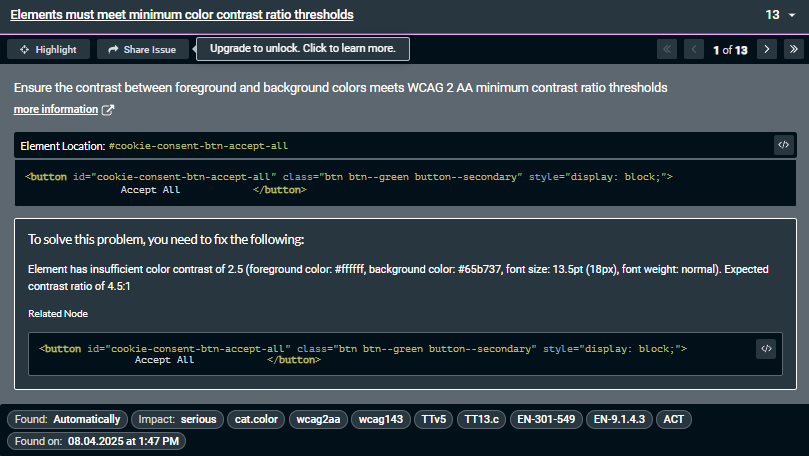 Elements must meet minimum color contrast ratio thresholds
13
Highlight
Share Issue
Upgrade to unlock. Click to learn more.
1 of 13
Ensure the contrast between foreground and background colors meets WCAG 2 AA minimum contrast ratio thresholds
more information
Element Location: #cookie-consent-btn-accept-all
</>
<button id="cookie-consent-btn-accept-all" class="btn btn--green button--secondary" style="display: block;">
Accept All </button>
To solve this problem, you need to fix the following:
Element has insufficient color contrast of 2.5 (foreground color: #ffffff, background color: #65b737, font size: 13.5pt (18px), font weight: normal). Expected
contrast ratio of 4.5:1
Related Node
<button id="cookie-consent-btn-accept-all" class="btn btn--green button--secondary" style="display: block;">
Accept All </button>
</>
Found: Automatically
Impact: serious
cat.color
wcag2aa
wcag143
TTv5
TT13.c
EN-301-549
EN-9.1.4.3
ACT
Found on: 08.04.2025 at 1:47 PM